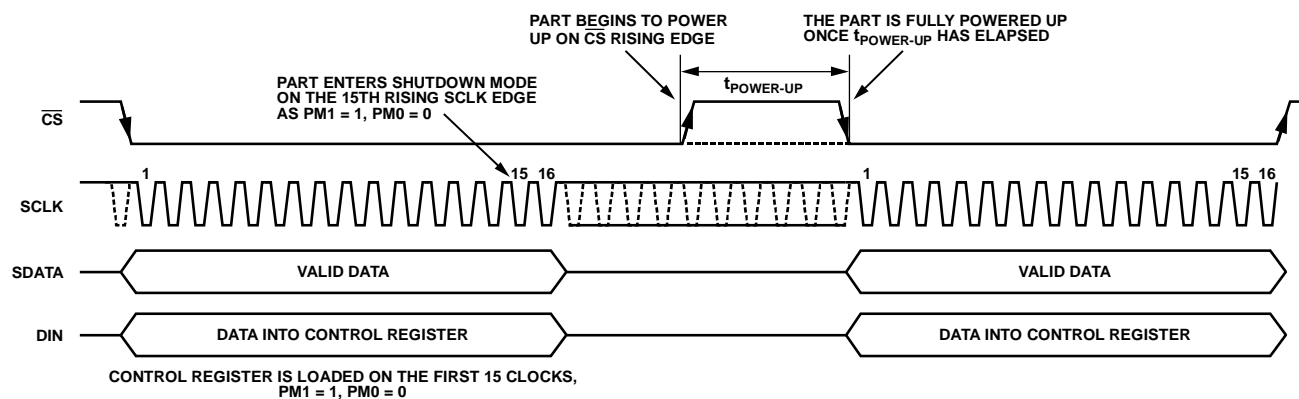 PART BEGINS TO POWER
UP ON CS RISING EDGE
THE PART IS FULLY POWERED UP
ONCE tPOWER-UP HAS ELAPSED
PART ENTERS SHUTDOWN MODE
ON THE 15TH RISING SCLK EDGE
AS PM1 = 1, PM0 = 0
tPOWER-UP
CS
1 15 16 1 15 16
SCLK
SDATA VALID DATA VALID DATA
DIN DATA INTO CONTROL REGISTER DATA INTO CONTROL REGISTER
CONTROL REGISTER IS LOADED ON THE FIRST 15 CLOCKS,
PM1 = 1, PM0 = 0